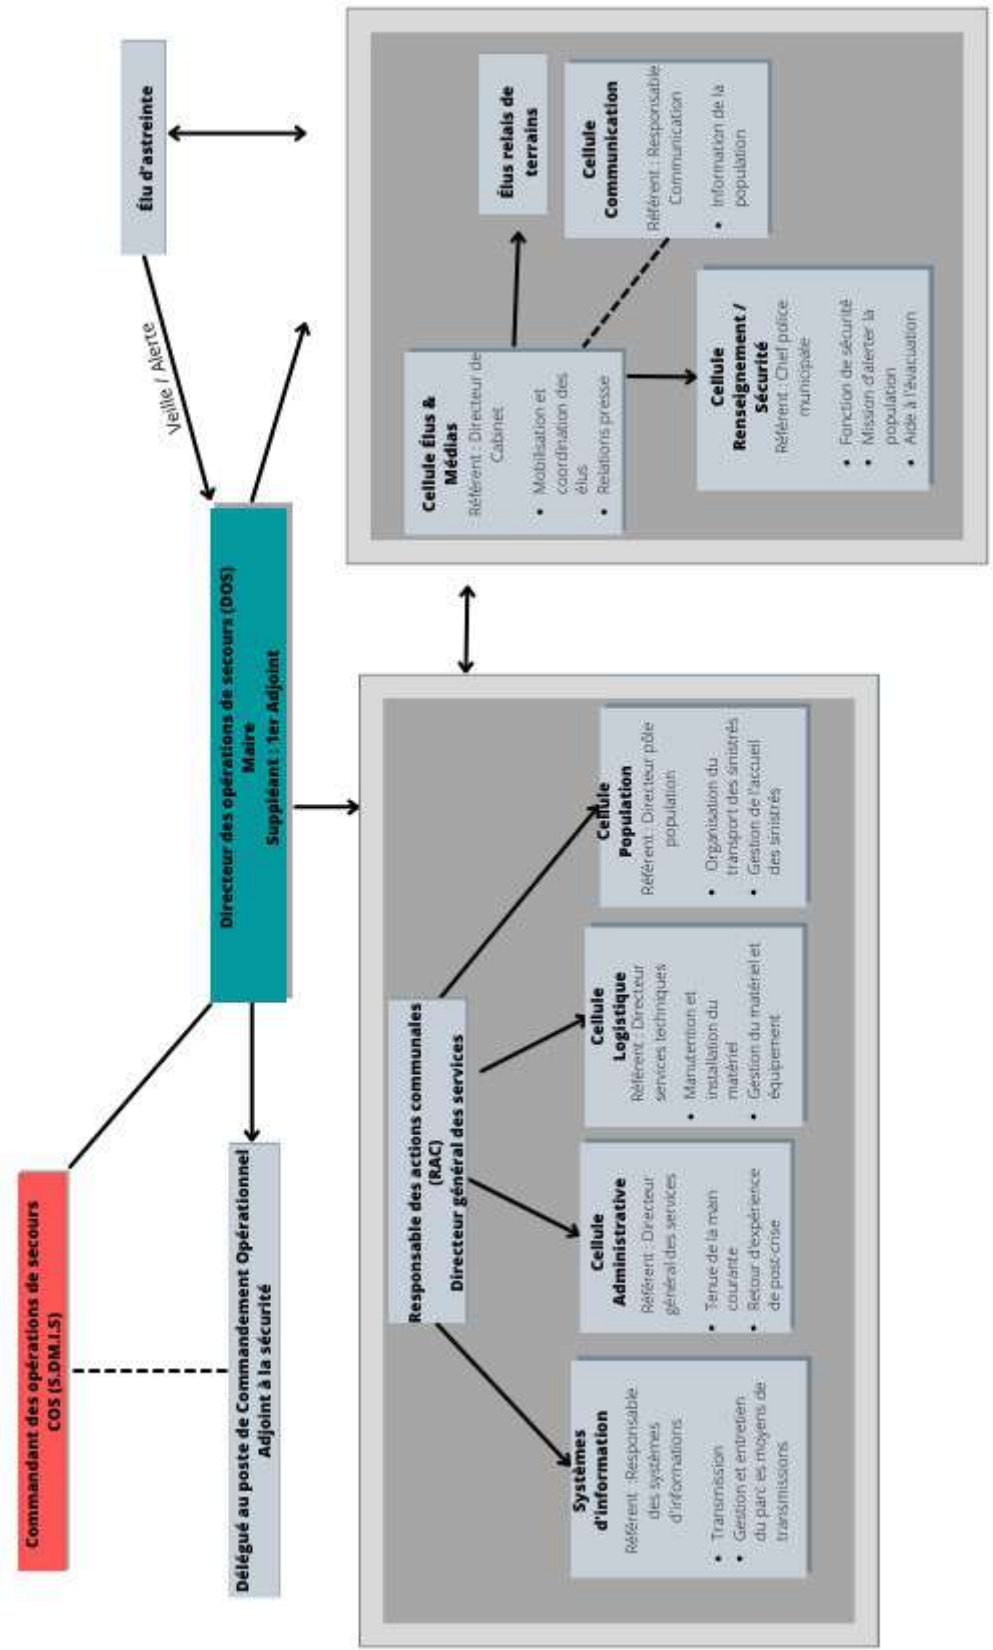 Commandant des opérations de secours
COS (S.DM.I.S)
Délégué au poste de Commandement Opérationnel
Adjoint à la sécurité
Directeur des opérations de secours (DOS)
Maire
Suppléant : 1er Adjoint
Veille / Alerte
Élu d'astreinte
Responsable des actions communales
(RAC)
Directeur général des services
Systèmes
d'information
Référent :Responsable
des systèmes
d'informations
• Transmission
• Gestion et entretien
du parc es moyens de
transmissions
Cellule
Administrative
Référent : Directeur
général des services
• Tenue de la main
courante
• Retour d'expérience
de post-crise
Cellule
Logistique
Référent : Directeur
services techniques
• Manutention et
installation du
matériel
• Gestion du matériel et
équipement
Cellule
Population
Référent : Directeur pôle
population
• Organisation du
transport des sinistrés
• Gestion de l'accueil
des sinistrés
Cellule Élus &
Médias
Référent : Directeur de
Cabinet
• Mobilisation et
coordination des
élus
• Relations presse
Élus relais de
terrains
Cellule
Communication
Référent : Responsable
Communication
• Information de la
population
Cellule
Renseignement /
Sécurité
Référent : Chef police
municipale
• Fonction de sécurité
• Mission d'alerter la
population
• Aide à l'évacuation